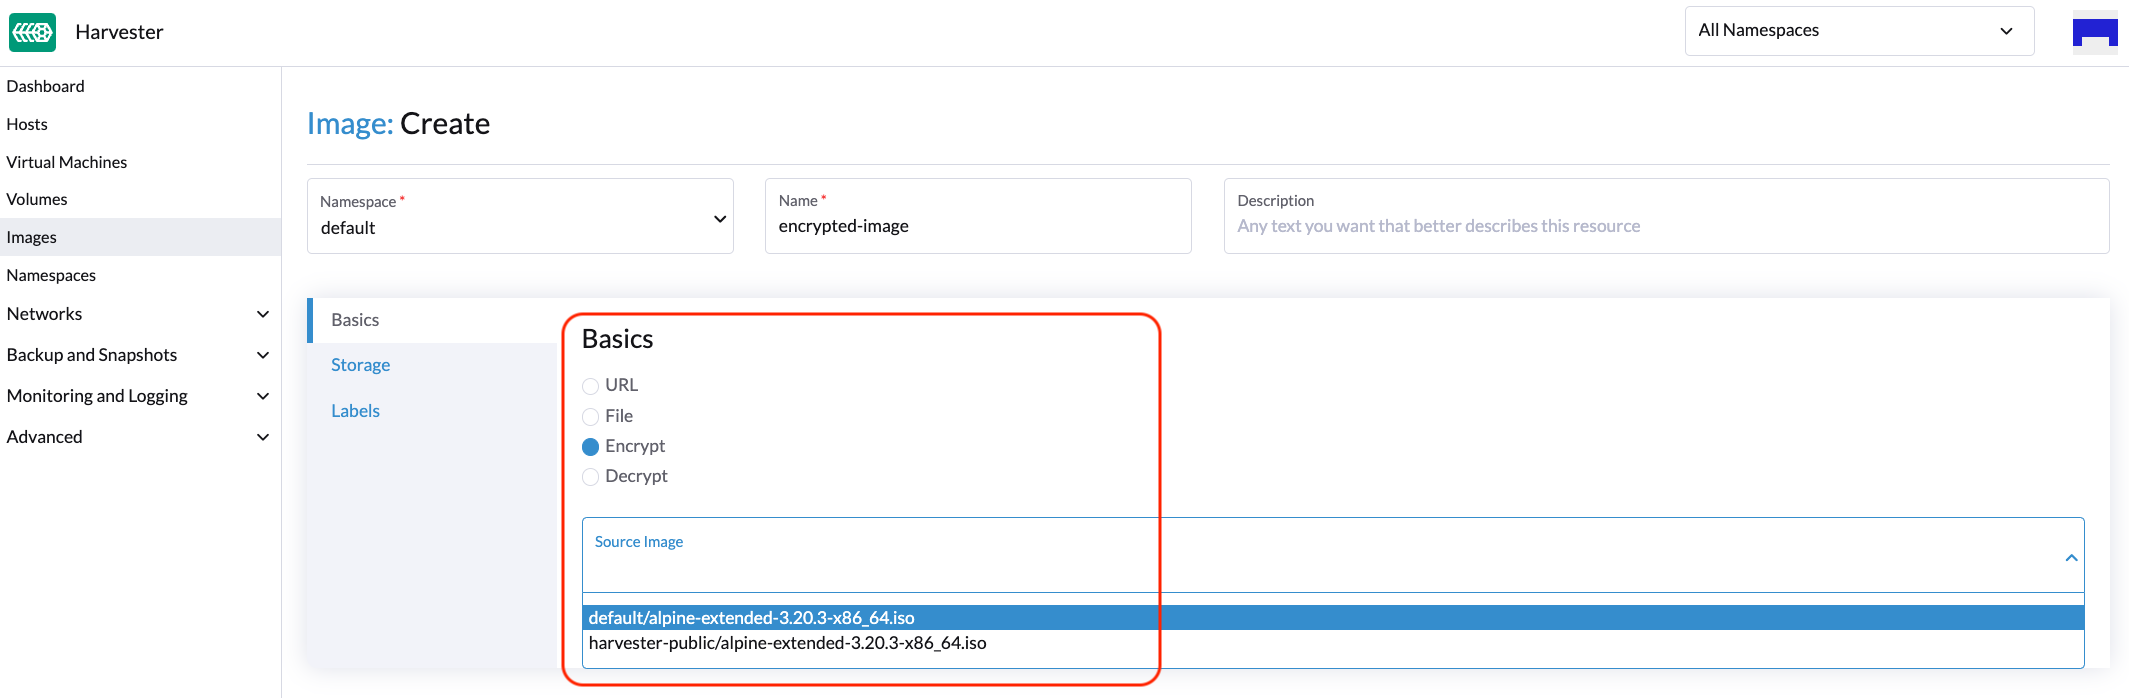 Harvester
All Namespaces
Dashboard
Hosts
Virtual Machines
Volumes
Images
Namespaces
Networks
Backup and Snapshots
Monitoring and Logging
Advanced
Image: Create
Namespace *
default
Name *
encrypted-image
Description
Any text you want that better describes this resource
Basics
Storage
Labels
Basics
URL
File
Encrypt
Decrypt
Source Image
default/alpine-extended-3.20.3-x86_64.iso
harvester-public/alpine-extended-3.20.3-x86_64.iso